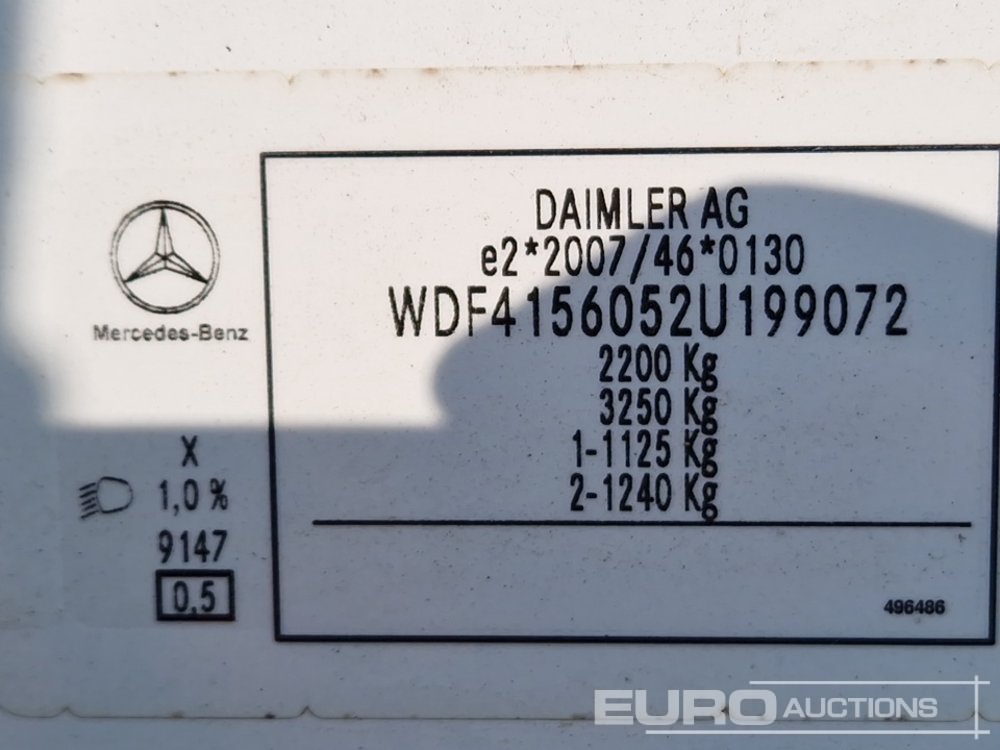 DAIMLER AG
e2*2007/46*0130
WDF4156052U199072
2200 Kg
3250 Kg
1-1125 Kg
2-1240 Kg
Mercedes-Benz
X
1,0 %
9147
0,5
496486
EURO AUCTIONS